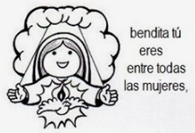 bendita tú
eres
entre todas
las mujeres,